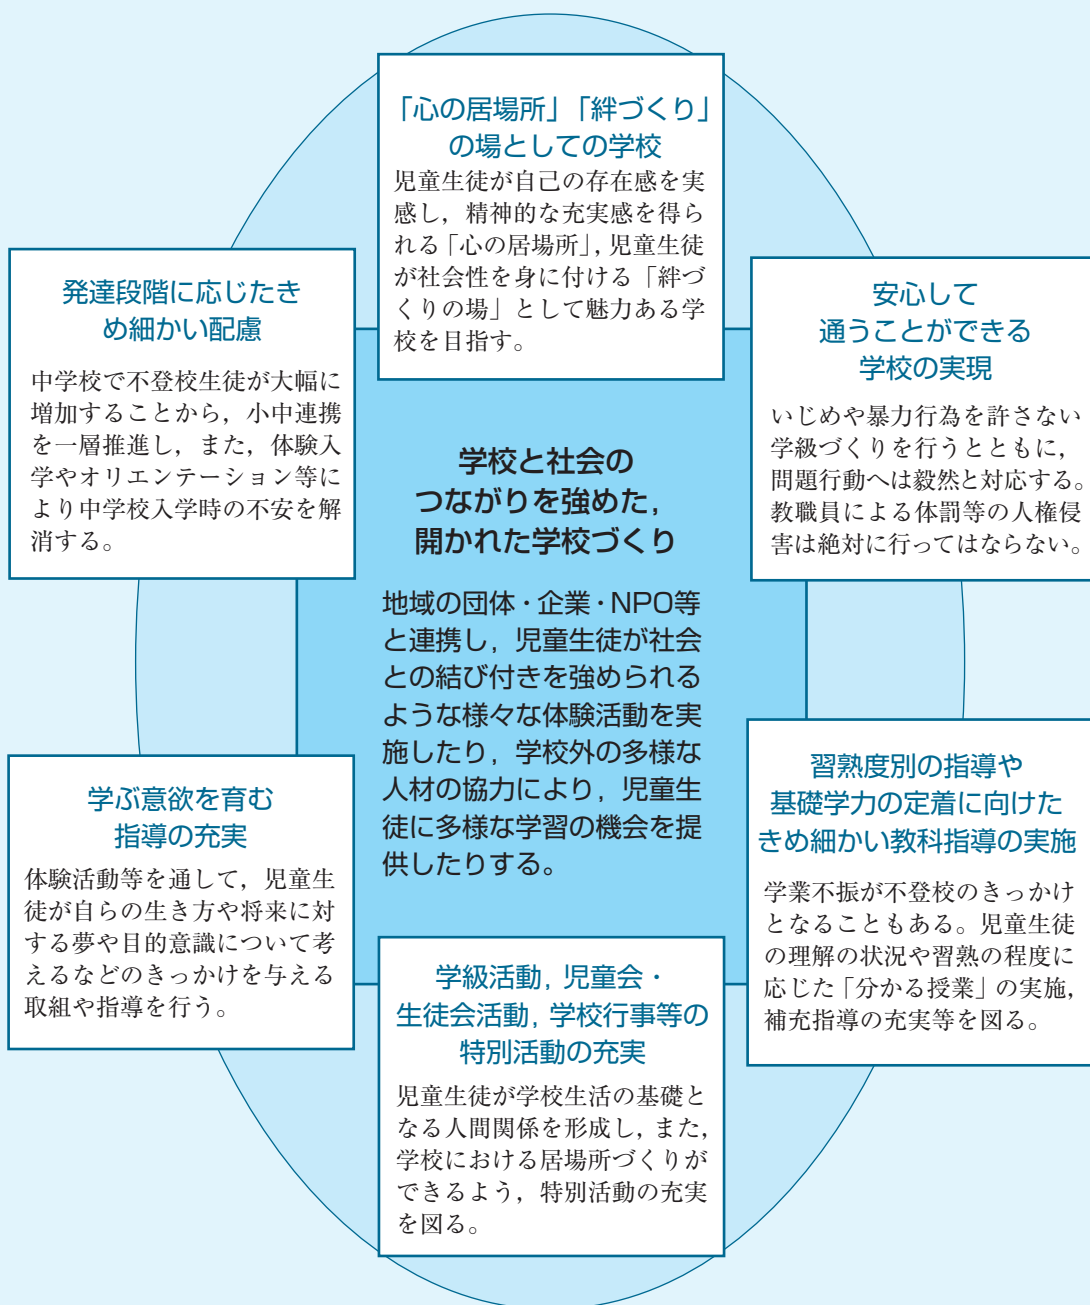 「心の居場所」「絆づくり」
の場としての学校
児童生徒が自己の存在感を実
感し，精神的な充実感を得ら
れる「心の居場所」，児童生徒
が社会性を身に付ける「絆づ
くりの場」として魅力ある学
校を目指す。
発達段階に応じたき
め細かい配慮
中学校で不登校生徒が大幅に
増加することから，小中連携
を一層推進し，また，体験入
学やオリエンテーション等に
より中学校入学時の不安を解
消する。
安心して
通うことができる
学校の実現
いじめや暴力行為を許さない
学級づくりを行うとともに，
問題行動へは毅然と対応する。
教職員による体罰等の人権侵
害は絶対に行ってはならない。
学校と社会の
つながりを強めた，
開かれた学校づくり
地域の団体・企業・NPO等
と連携し，児童生徒が社会
との結び付きを強められる
ような様々な体験活動を実
施したり，学校外の多様な
人材の協力により，児童生
徒に多様な学習の機会を提
供したりする。
学ぶ意欲を育む
指導の充実
体験活動等を通して，児童生
徒が自らの生き方や将来に対
する夢や目的意識について考
えるなどのきっかけを与える
取組や指導を行う。
習熟度別の指導や
基礎学力の定着に向けた
きめ細かい教科指導の実施
学業不振が不登校のきっかけ
となることもある。児童生徒
の理解の状況や習熟の程度に
応じた「分かる授業」の実施，
補充指導の充実等を図る。
学級活動，児童会・
生徒会活動，学校行事等の
特別活動の充実
児童生徒が学校生活の基礎と
なる人間関係を形成し，また，
学校における居場所づくりが
できるよう，特別活動の充実
を図る。